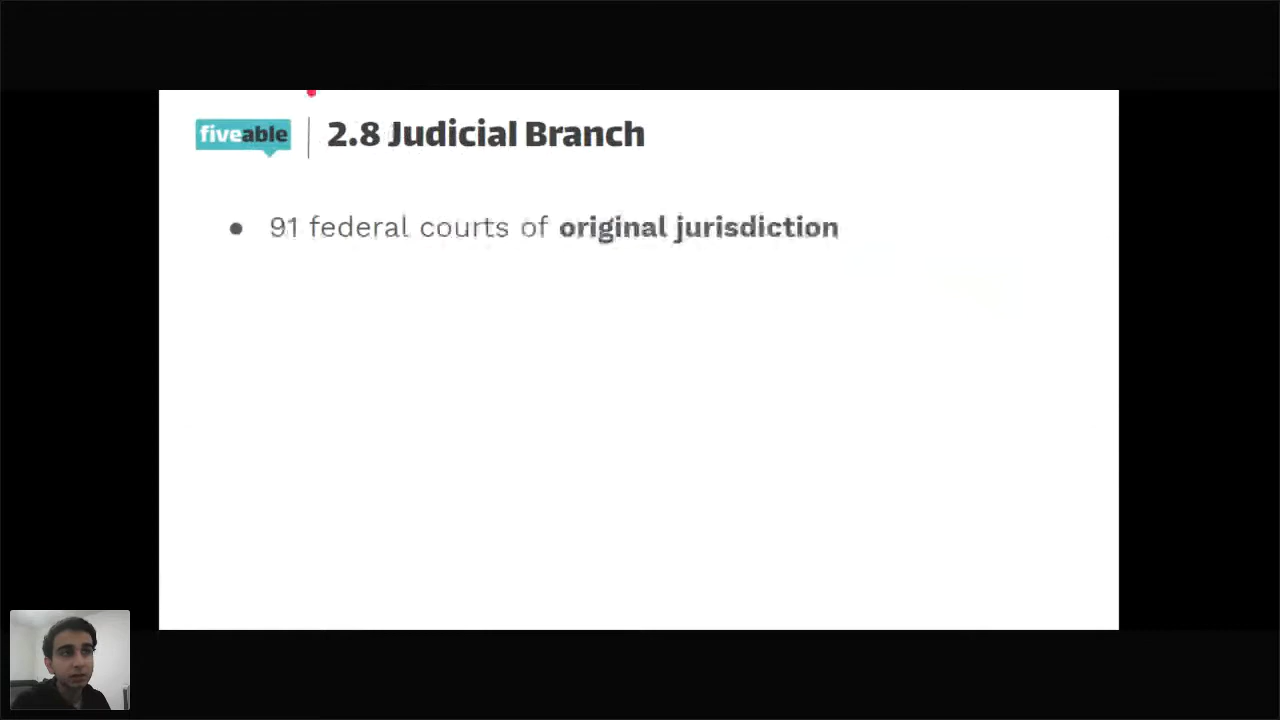 fiveable
2.8 Judicial Branch
● 91 federal courts of original jurisdiction